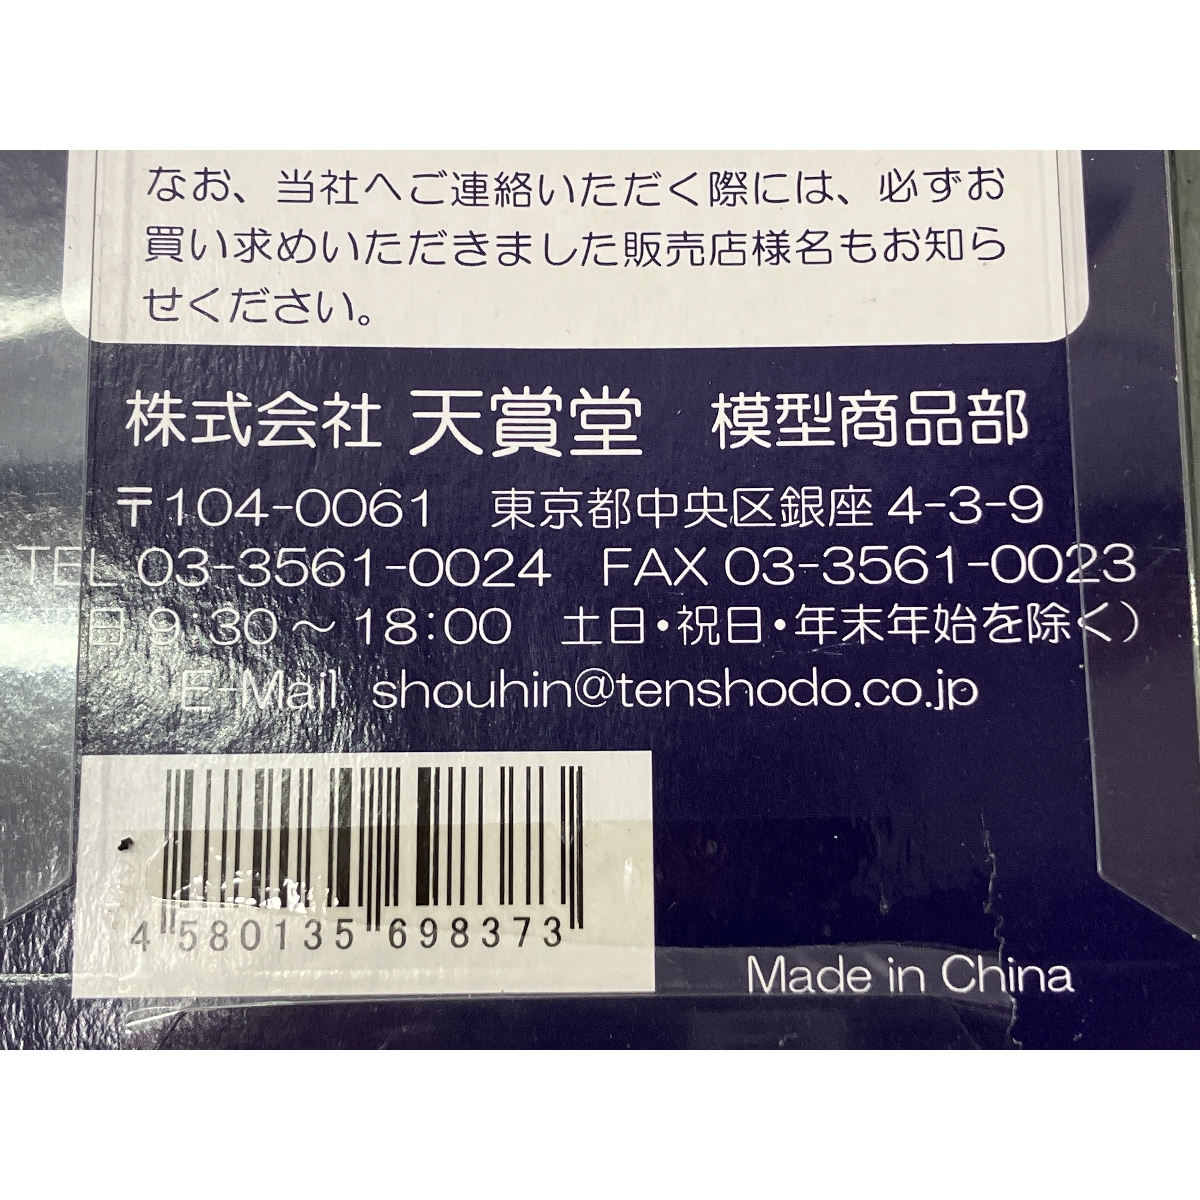 なお、当社へご連絡いただく際には、必ずお
買い求めいただきました販売店様名もお知ら
せください。
株式会社 天賞堂 模型商品部
〒104-0061 東京都中央区銀座 4-3-9
TEL 03-3561-0024 FAX 03-3561-0023
日 9:30～18:00 土日・祝日・年末年始を除く）
E-Mail shouhin@tenshodo.co.jp
4 580135 698373
Made in China